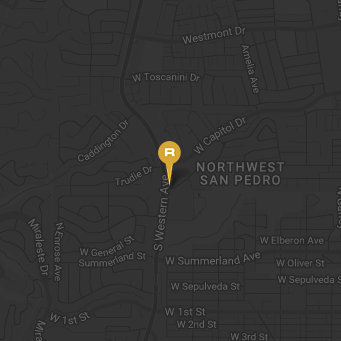 Westmont Dr
Amelia Ave
W Toscanini Dr
Caddington Dr
W Capitol Dr
R
NORTHWEST
SAN PEDRO
Trudie Dr
S Western Ave
Miraleste Dr
N Enrose Ave
W General St
Summerland St
W Elberon Ave
W Summerland Ave
W Oliver St
W Sepulveda St
W Sepulveda S
W 1st St
W 1st St
W 2nd St
W 3rd St